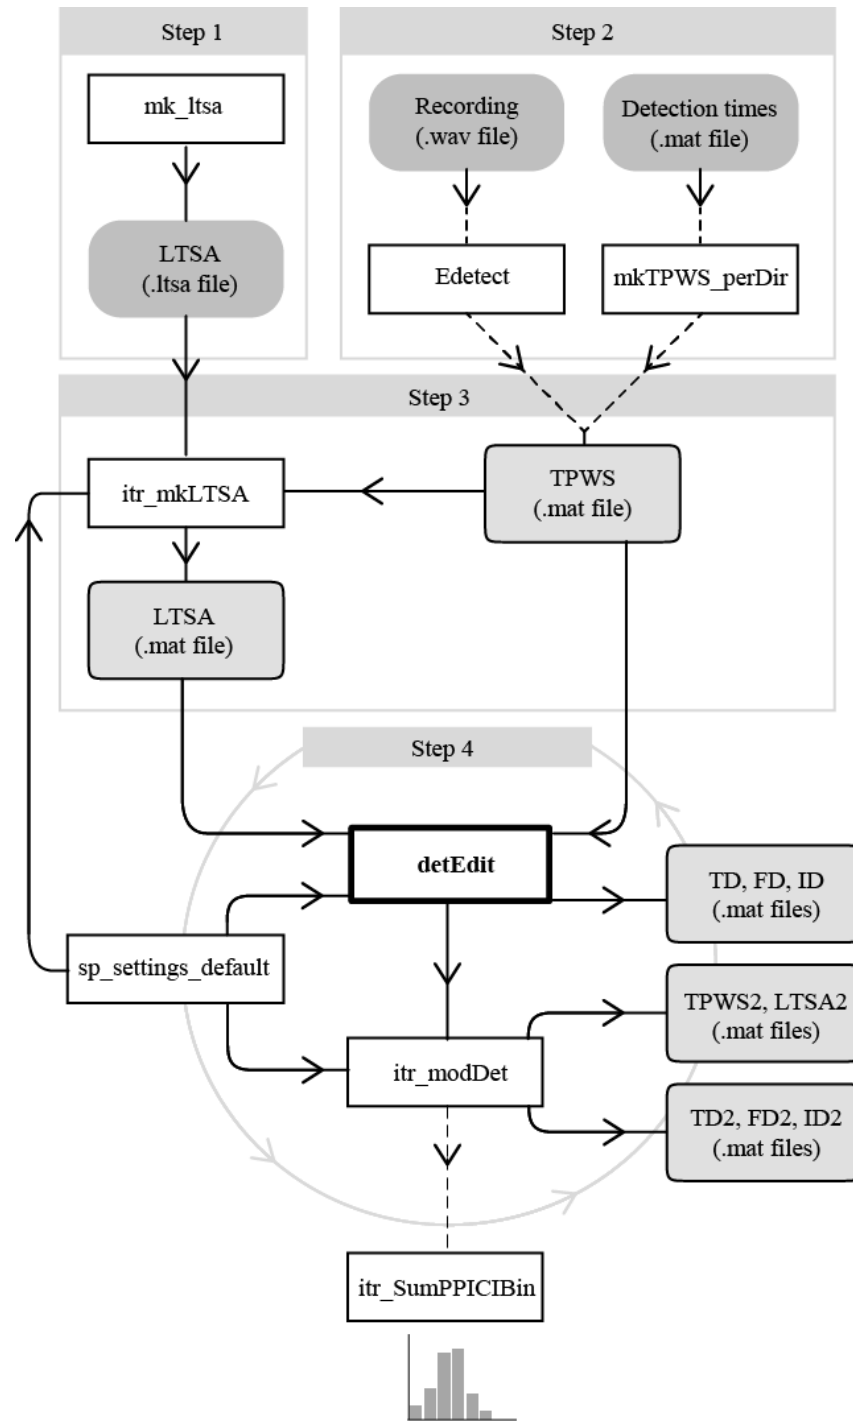 Step 1
mk_ltsa
LTSA
(.ltsa file)
Step 2
Recording
(.wav file)
Detection times
(.mat file)
Edetect
mkTPWS_perDir
Step 3
itr_mkLTSA
TPWS
(.mat file)
LTSA
(.mat file)
Step 4
detEdit
TD, FD, ID
(.mat files)
sp_settings_default
TPWS2, LTSA2
(.mat files)
itr_modDet
TD2, FD2, ID2
(.mat files)
itr_SumPPICIBin